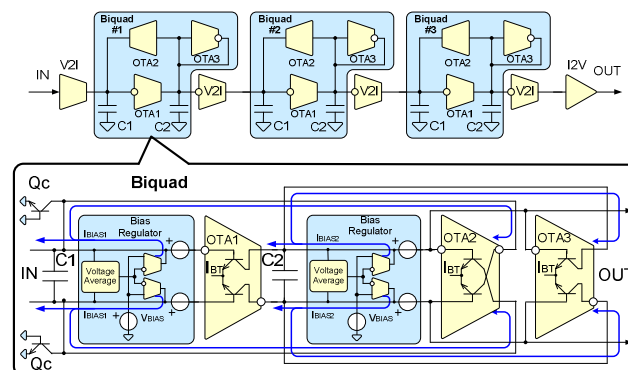 Biquad
#1
Biquad
#2
Biquad
#3
IN
V2I
OTA2
OTA3
OTA1
C1
C2
V2I
OTA2
OTA3
OTA1
C1
C2
V2I
OTA2
OTA3
OTA1
C1
C2
V2I
I2V
OUT
Biquad
Qc
IBIAS1
Bias
Regulator
OTA1
IBIAS2
Bias
Regulator
OTA2
OTA3
C1
IN
Voltage
Average
IBT
C2
Voltage
Average
IBT
IBT
OUT
IBIAS1
VBIAS
IBIAS2
VBIAS
Qc